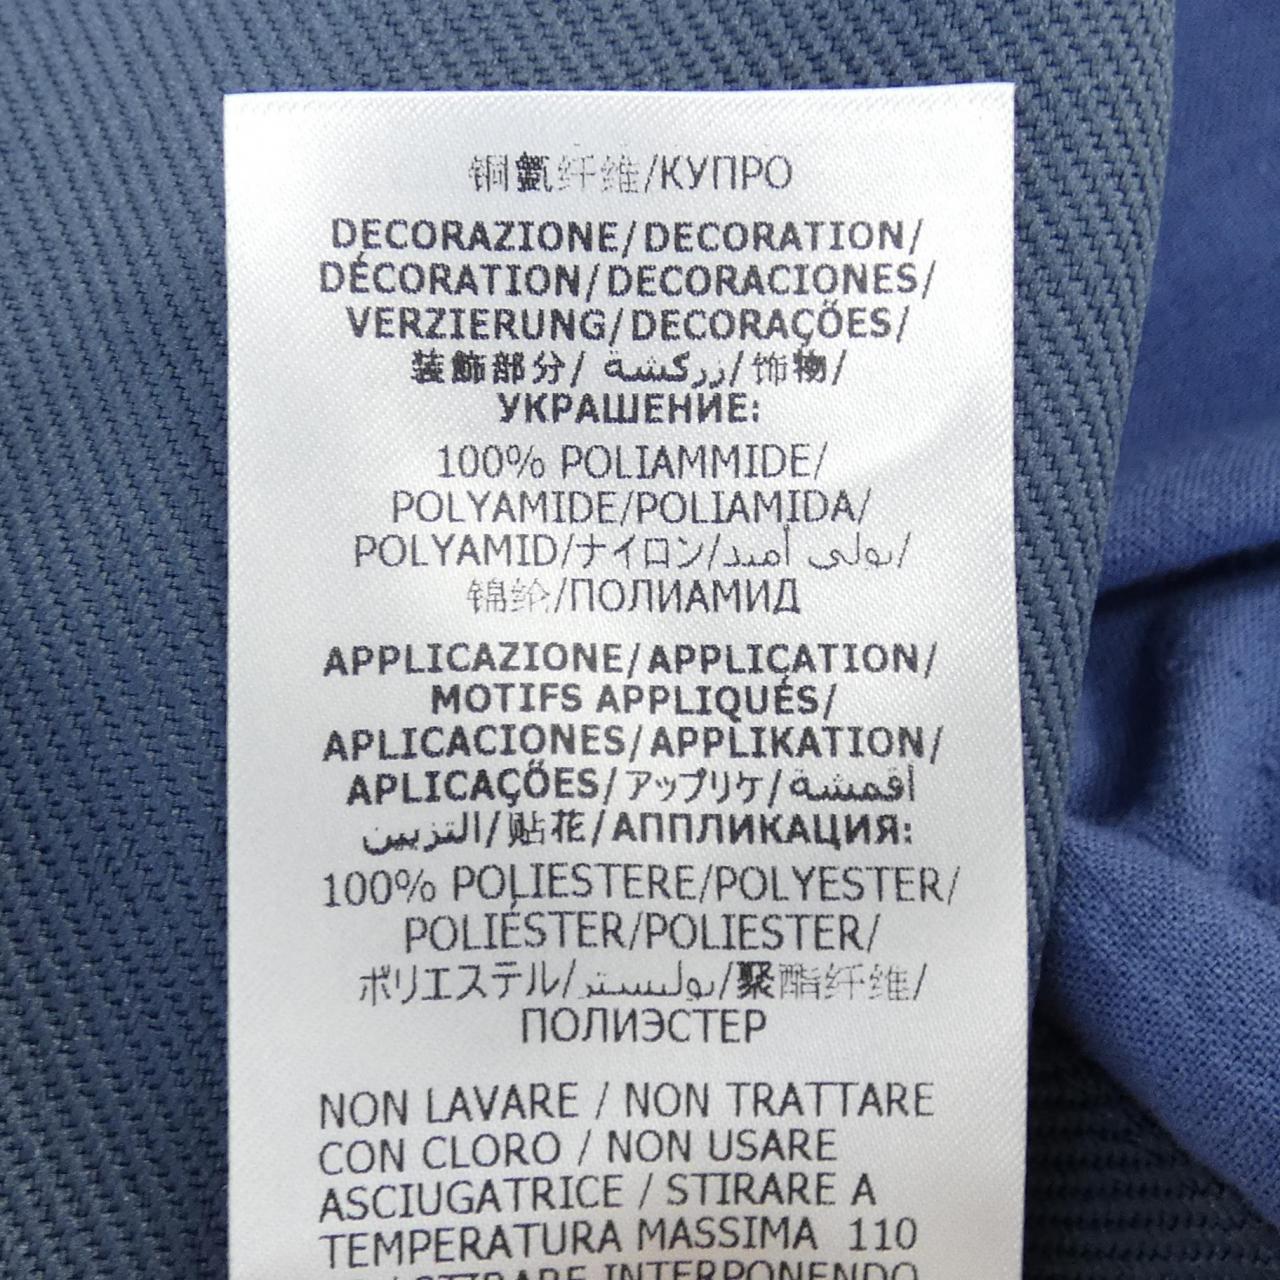 铜氨纤维/КУПРО
DECORAZIONE/DECORATION/
DÉCORATION/DECORACIONES/
VERZIERUNG/DECORAÇÕES/
装飾部分/ زركشة/饰物/
УКРАШЕНИЕ:
100% POLIAMMIDE/
POLYAMIDE/POLIAMIDA/
POLYAMID/ナイロン/بولي أميد/
锦纶/ПОЛИАМИД
APPLICAZIONE/APPLICATION/
MOTIFS APPLIQUÉS/
APLICACIONES/APPLIKATION/
APLICAÇÕES/アップリケ/أقمشة
التزيين/贴花/АППЛИКАЦИЯ:
100% POLIESTERE/POLYESTER/
POLIÉSTER/POLIESTER/
ポリエステル/بوليستر/聚酯纤维/
ПОЛИЭСТЕР
NON LAVARE / NON TRATTARE
CON CLORO / NON USARE
ASCIUGATRICE / STIRARE A
TEMPERATURA MASSIMA 110
STIRARE INTERPONENDO